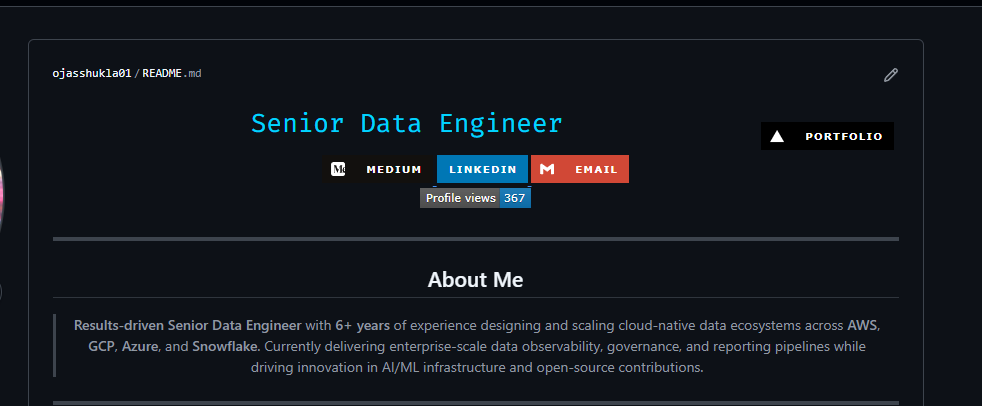 ojasshukla01/README.md
Senior Data Engineer
PORTFOLIO
MEDIUM LINKEDIN EMAIL
Profile views 367
About Me
Results-driven Senior Data Engineer with 6+ years of experience designing and scaling cloud-native data ecosystems across AWS,
GCP, Azure, and Snowflake. Currently delivering enterprise-scale data observability, governance, and reporting pipelines while
driving innovation in AI/ML infrastructure and open-source contributions.